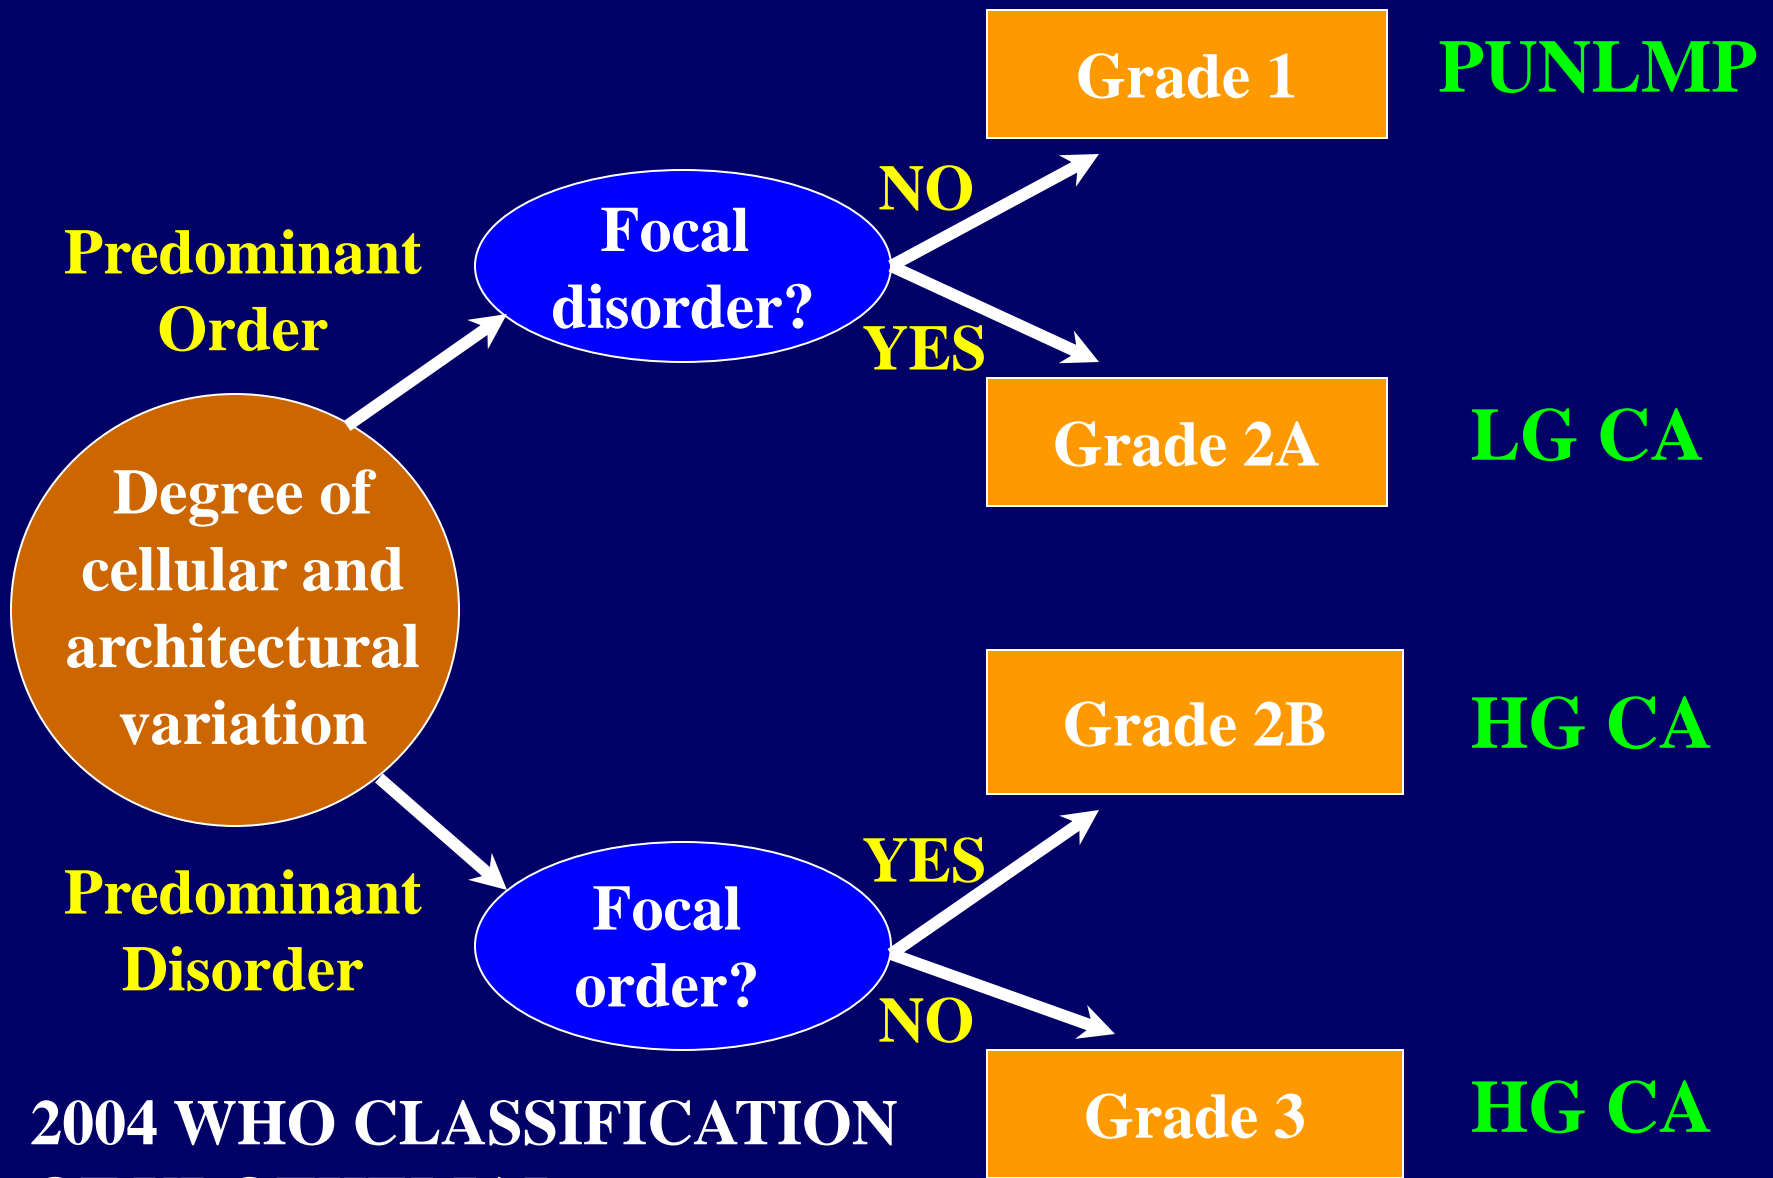 Grade 1
PUNLMP
NO
Focal
disorder?
Predominant
Order
YES
Grade 2A
LG CA
Degree of
cellular and
architectural
variation
Grade 2B
HG CA
YES
Predominant
Disorder
Focal
order?
NO
Grade 3
HG CA
2004 WHO CLASSIFICATION